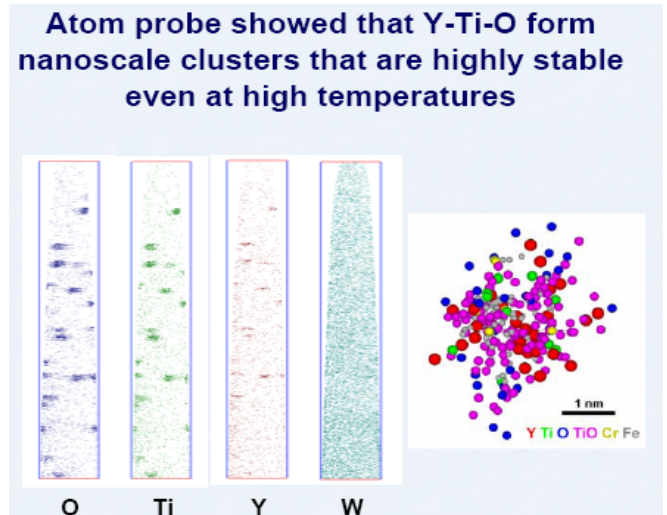 Atom probe showed that Y-Ti-O form
nanoscale clusters that are highly stable
even at high temperatures
1 nm
Y Ti O TiO Cr Fe
O Ti Y W